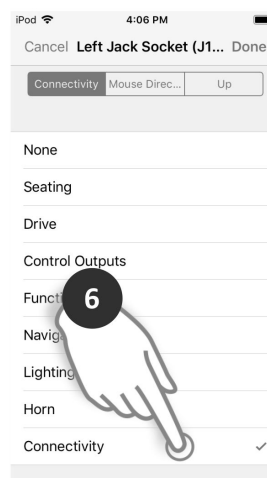 iPod 4:06 PM
Cancel Left Jack Socket (J1... Done
Connectivity Mouse Direc... Up
None
Seating
Drive
Control Outputs
6
Lighting
Horn
Connectivity